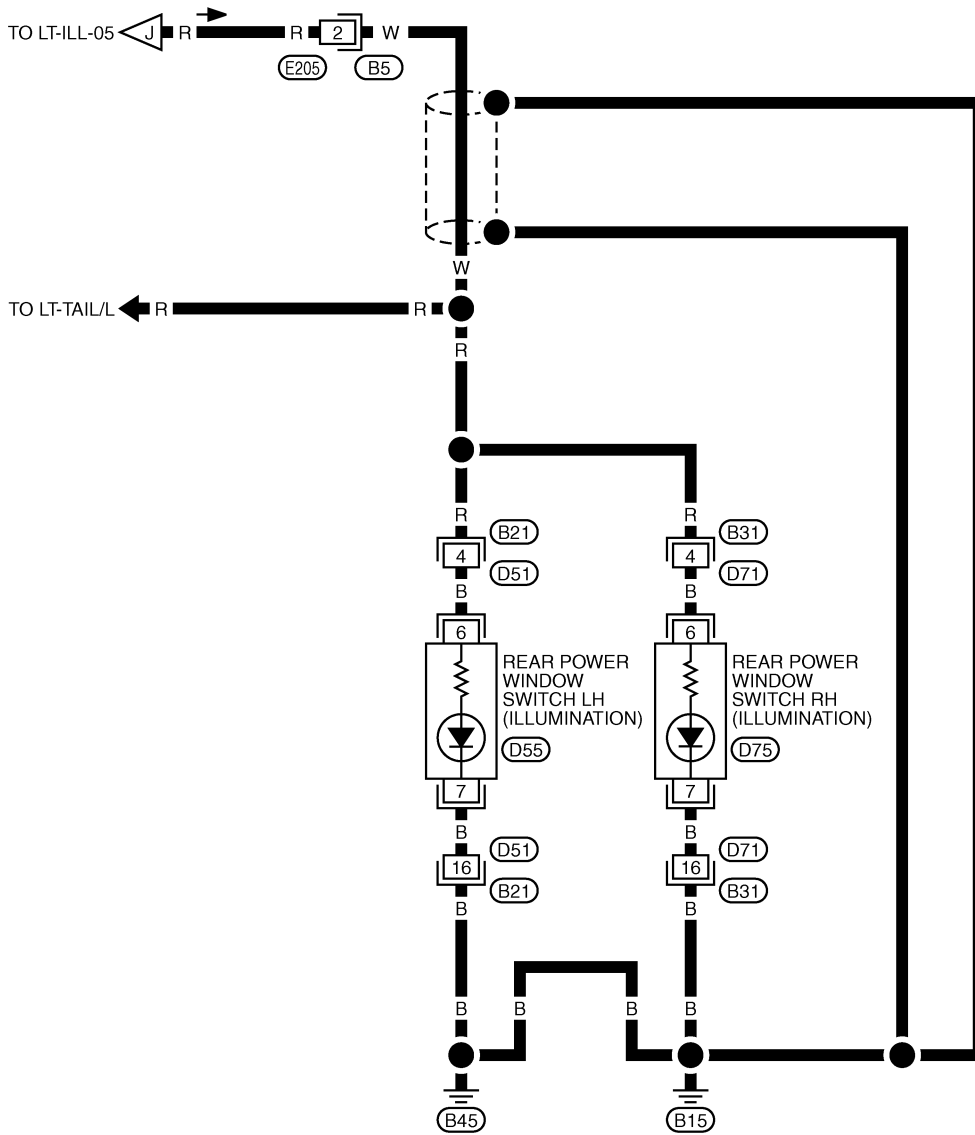 TO LT-ILL-05 J R R 2 W
E205 B5
W
TO LT-TAIL/L R R
R
R R
B21 B31
4 4
D51 D71
B B
6 6
REAR POWER
WINDOW
SWITCH LH
(ILLUMINATION)
D55
REAR POWER
WINDOW
SWITCH RH
(ILLUMINATION)
D75
7 7
B B
D51 D71
16 16
B21 B31
B B
B B B B
B45 B15